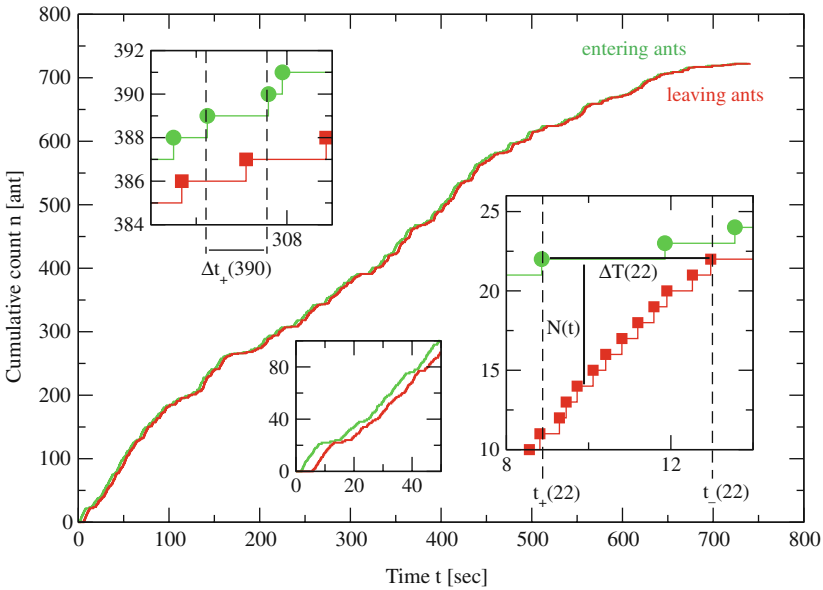 800
700
600
500
400
300
200
100
0
0 100 200 300 400 500 600 700 800
Cumulative count n [ant]
Time t [sec]
entering ants
leaving ants
392
390
388
386
384
308
Δt₊(390)
80
40
0
0 20 40
25
20
15
10
8 12
ΔT(22)
N(t)
t₊(22) t₋(22)